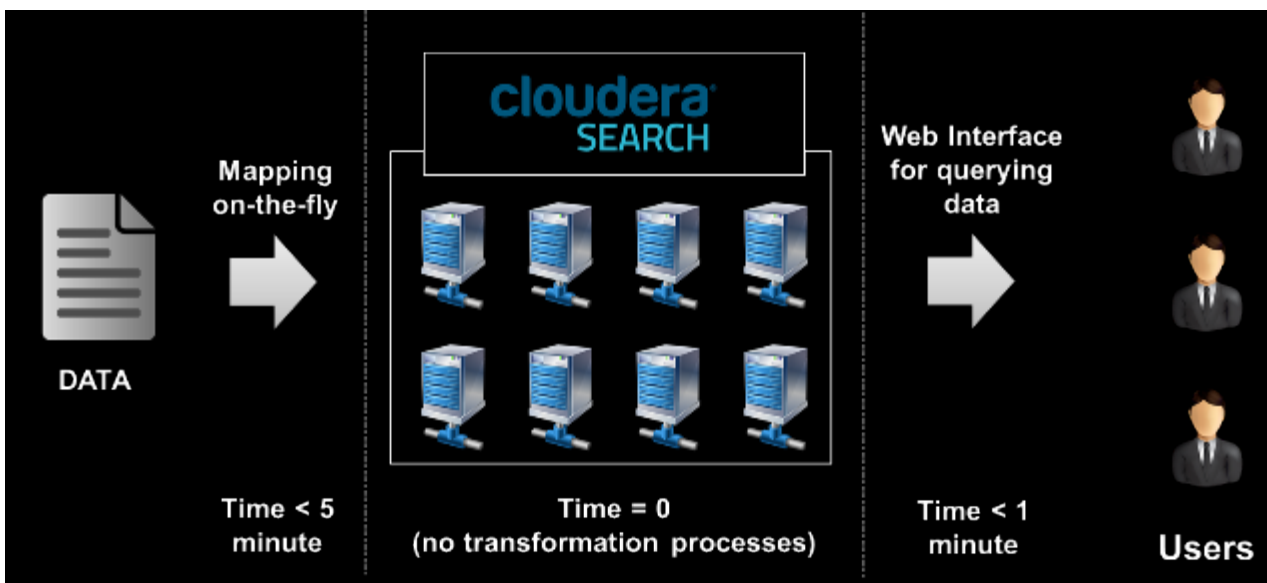 cloudera
SEARCH
Mapping
on-the-fly
Web Interface
for querying
data
DATA
Time < 5
minute
Time = 0
(no transformation processes)
Time < 1
minute
Users